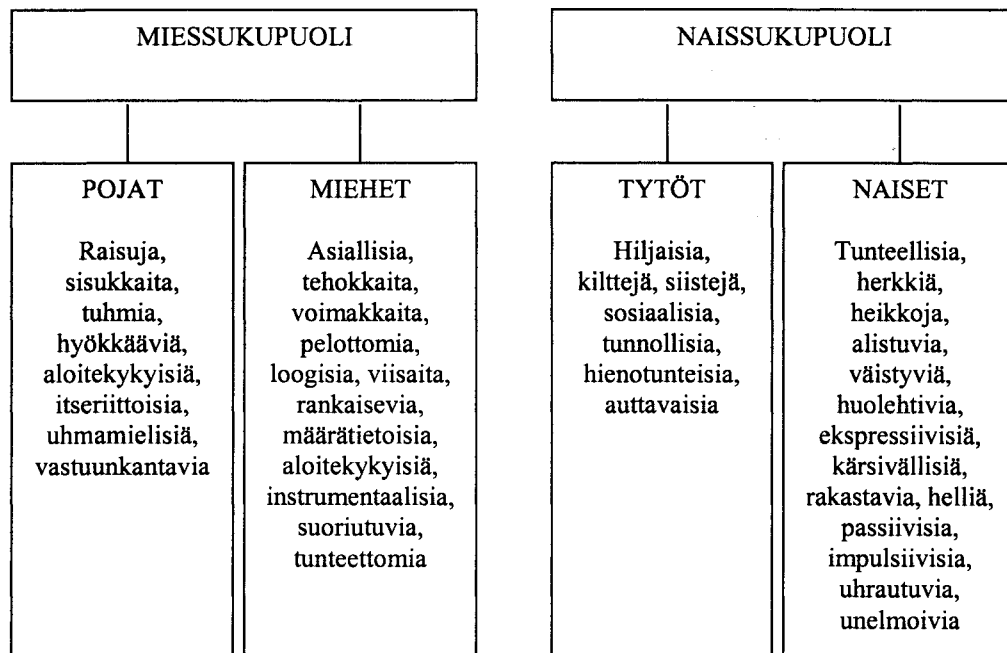 MIESSUKUPUOLI
NAISSUKUPUOLI
POJAT
Raisuja,
sisukkaita,
tuhmia,
hyökkääviä,
aloitekykyisiä,
itseriittoisia,
uhmamielisiä,
vastuunkantavia
MIEHET
Asiallisia,
tehokkaita,
voimakkaita,
pelottomia,
loogisia, viisaita,
rankaisevia,
määrätietoisia,
aloitekykyisiä,
instrumentaalisia,
suoriutuvia,
tunteettomia
TYTÖT
Hiljaisia,
kilttejä, siistejä,
sosiaalisia,
tunnollisia,
hienotunteisia,
auttavaisia
NAISET
Tunteellisia,
herkkiä,
heikkoja,
alistuvia,
väistyviä,
huolehtivia,
ekspressiivisiä,
kärsivällisiä,
rakastavia, helliä,
passiivisia,
impulsiivisia,
uhrautuvia,
unelmoivia